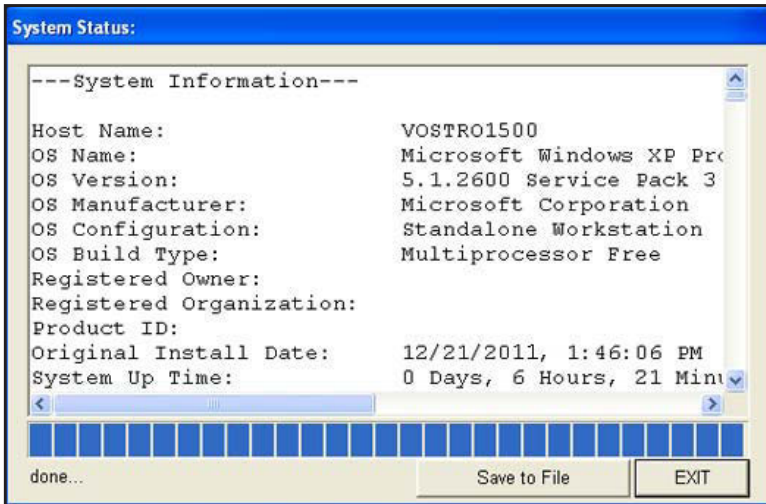 System Status:
---System Information---
Host Name: VOSTRO1500
OS Name: Microsoft Windows XP Pro
OS Version: 5.1.2600 Service Pack 3
OS Manufacturer: Microsoft Corporation
OS Configuration: Standalone Workstation
OS Build Type: Multiprocessor Free
Registered Owner:
Registered Organization:
Product ID:
Original Install Date: 12/21/2011, 1:46:06 PM
System Up Time: 0 Days, 6 Hours, 21 Minu
done...
Save to File
EXIT